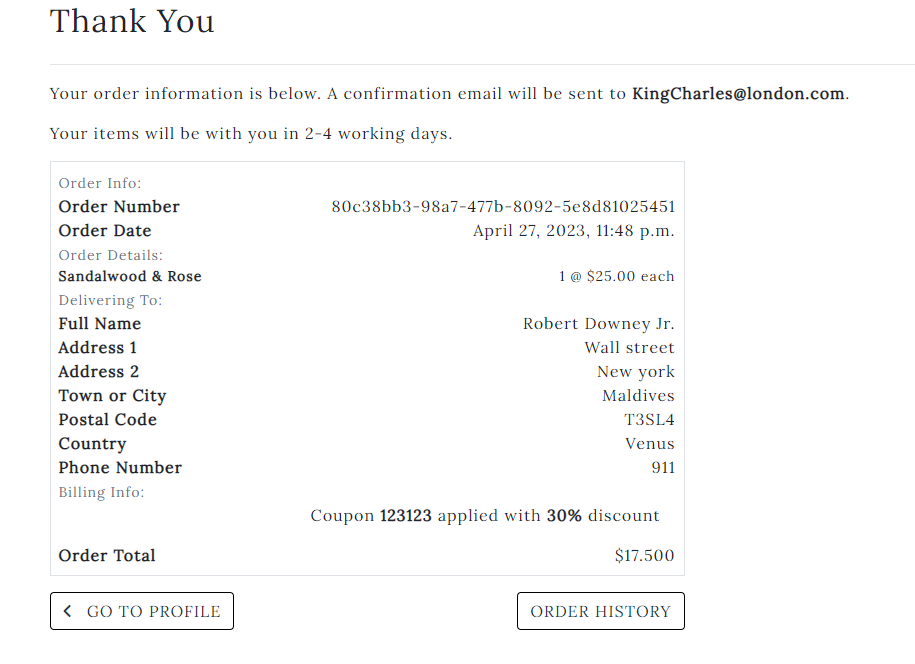 Thank You
Your order information is below. A confirmation email will be sent to KingCharles@london.com.
Your items will be with you in 2-4 working days.
Order Info:
Order Number 80c38bb3-98a7-477b-8092-5e8d81025451
Order Date April 27, 2023, 11:48 p.m.
Order Details:
Sandalwood & Rose 1 @ $25.00 each
Delivering To:
Full Name Robert Downey Jr.
Address 1 Wall street
Address 2 New york
Town or City Maldives
Postal Code T3SL4
Country Venus
Phone Number 911
Billing Info:
Coupon 123123 applied with 30% discount
Order Total $17.500
GO TO PROFILE ORDER HISTORY